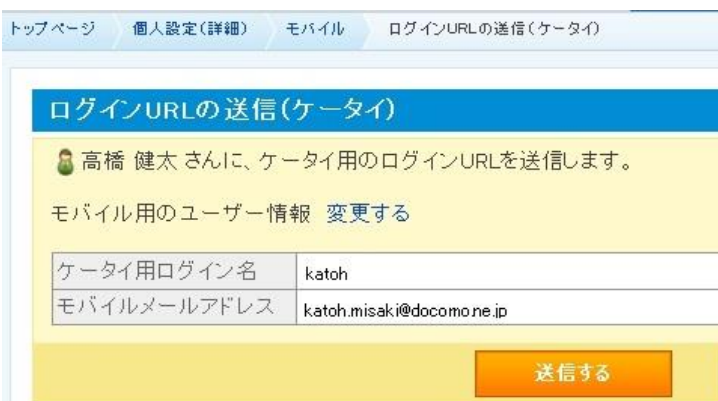 トップページ 個人設定(詳細) モバイル ログインURLの送信(ケータイ)
ログインURLの送信(ケータイ)
高橋 健太 さんに、ケータイ用のログインURLを送信します。
モバイル用のユーザー情報 変更する
ケータイ用ログイン名 katoh
モバイルメールアドレス katoh.misaki@docomo.ne.jp
送信する